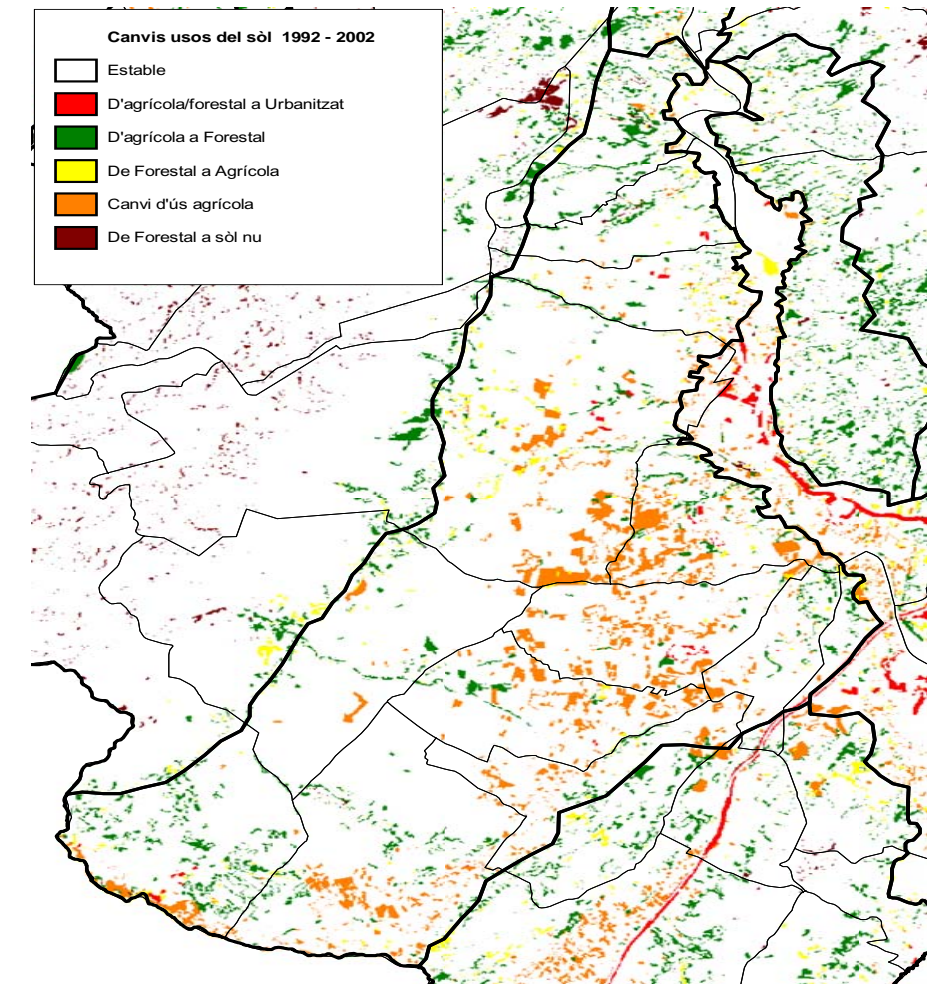 Canvis usos del sòl 1992 - 2002
Estable
D'agrícola/forestal a Urbanitzat
D'agrícola a Forestal
De Forestal a Agrícola
Canvi d'ús agrícola
De Forestal a sòl nu